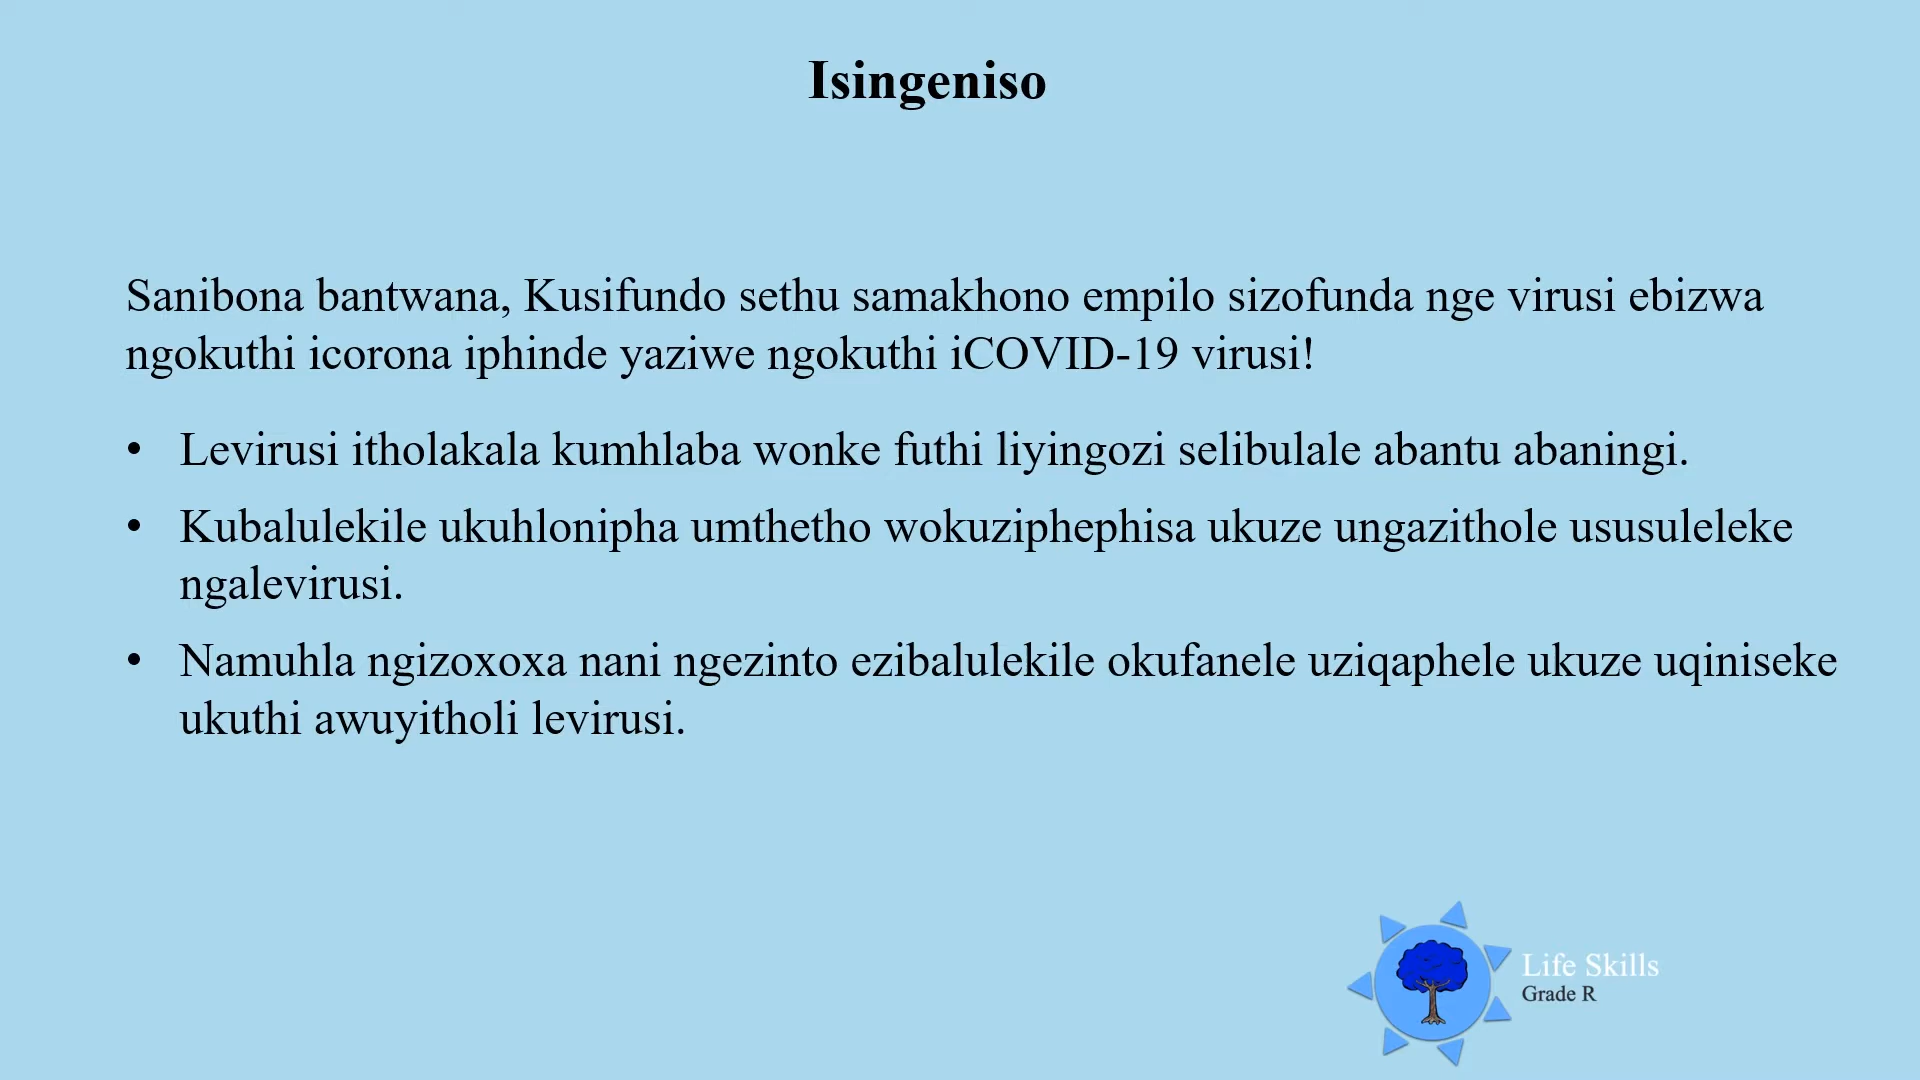 Isingeniso
Sanibona bantwana, Kusifundo sethu samakhono empilo sizofunda nge virusi ebizwa
ngokuthi icorona iphinde yaziwe ngokuthi iCOVID-19 virusi!
• Levirusi itholakala kumhlaba wonke futhi liyingozi selibulale abantu abaningi.
• Kubalulekile ukuhlonipha umthetho wokuziphephisa ukuze ungazithole ususuleleke
ngalevirusi.
• Namuhla ngizoxoxa nani ngezinto ezibalulekile okufanele uziqaphele ukuze uqiniseke
ukuthi awuyitholi levirusi.
Life Skills
Grade R